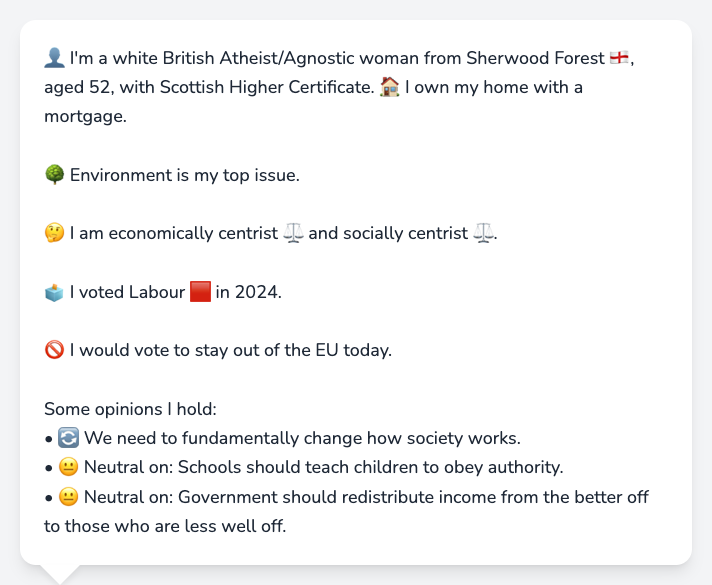 👤 I'm a white British Atheist/Agnostic woman from Sherwood Forest 🏴󠁧󠁢󠁥󠁮󠁧󠁿,
aged 52, with Scottish Higher Certificate. 🏠 I own my home with a
mortgage.
🌳 Environment is my top issue.
🤔 I am economically centrist ⚖️ and socially centrist ⚖️.
🗳️ I voted Labour 🟥 in 2024.
🚫 I would vote to stay out of the EU today.
Some opinions I hold:
• 🔄 We need to fundamentally change how society works.
• 😐 Neutral on: Schools should teach children to obey authority.
• 😐 Neutral on: Government should redistribute income from the better off
to those who are less well off.